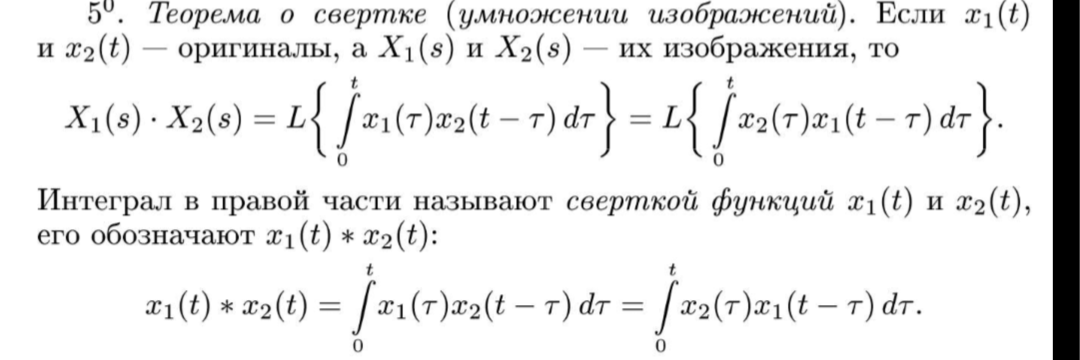 5⁰. Теорема о свертке (умножении изображений). Если x₁(t)
и x₂(t) — оригиналы, а X₁(s) и X₂(s) — их изображения, то
X₁(s) · X₂(s) = L{∫₀ᵗ x₁(τ)x₂(t − τ) dτ} = L{∫₀ᵗ x₂(τ)x₁(t − τ) dτ}.
Интеграл в правой части называют сверткой функций x₁(t) и x₂(t),
его обозначают x₁(t) ∗ x₂(t):
x₁(t) ∗ x₂(t) = ∫₀ᵗ x₁(τ)x₂(t − τ) dτ = ∫₀ᵗ x₂(τ)x₁(t − τ) dτ.